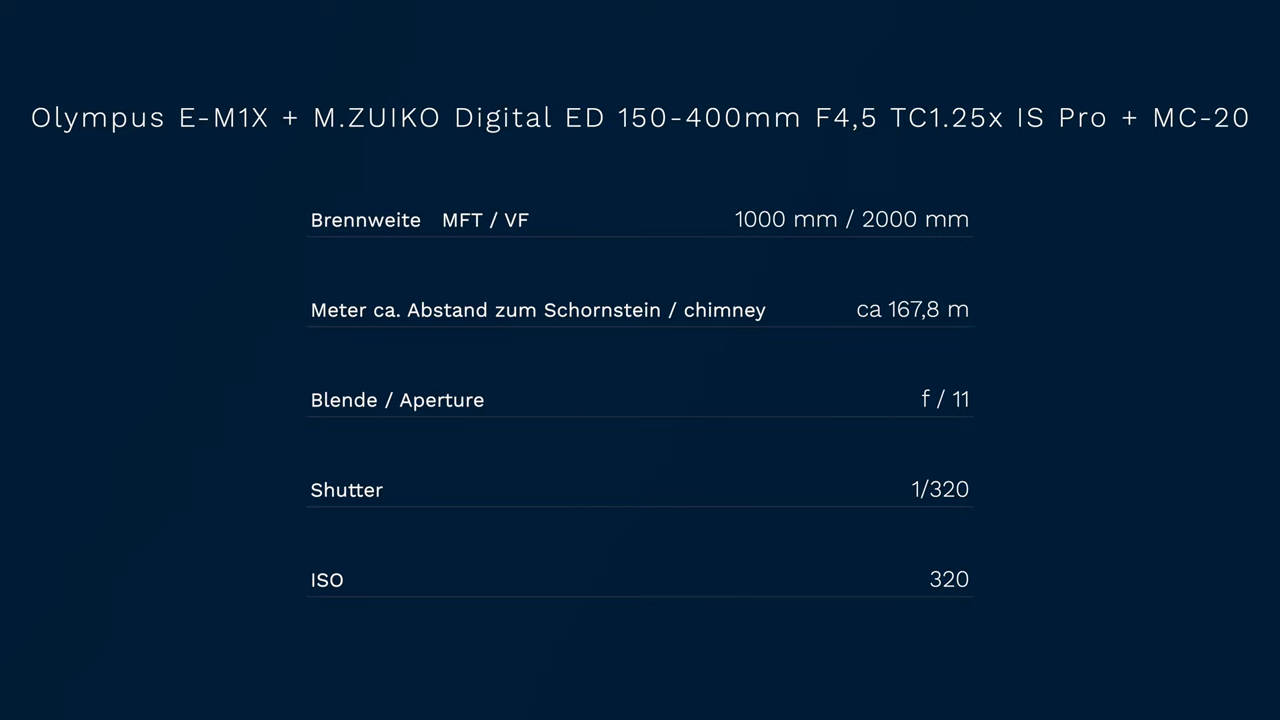 Olympus E-M1X + M.ZUIKO Digital ED 150-400mm F4,5 TC1.25x IS Pro + MC-20
Brennweite MFT / VF 1000 mm / 2000 mm
Meter ca. Abstand zum Schornstein / chimney ca 167,8 m
Blende / Aperture f / 11
Shutter 1/320
ISO 320